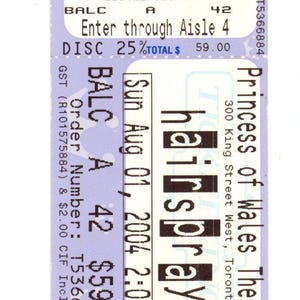 BALC A 42
Enter through Aisle 4
DISC 25% TOTAL $ 59.00
T5366884
Princess of Wales The
300 King Street West, Toron
hairspray
Sun Aug 01, 2004 2:0
BALC A 42 $59
Order Number: T536
GST (R101575884) & $2.00 CIF Incl